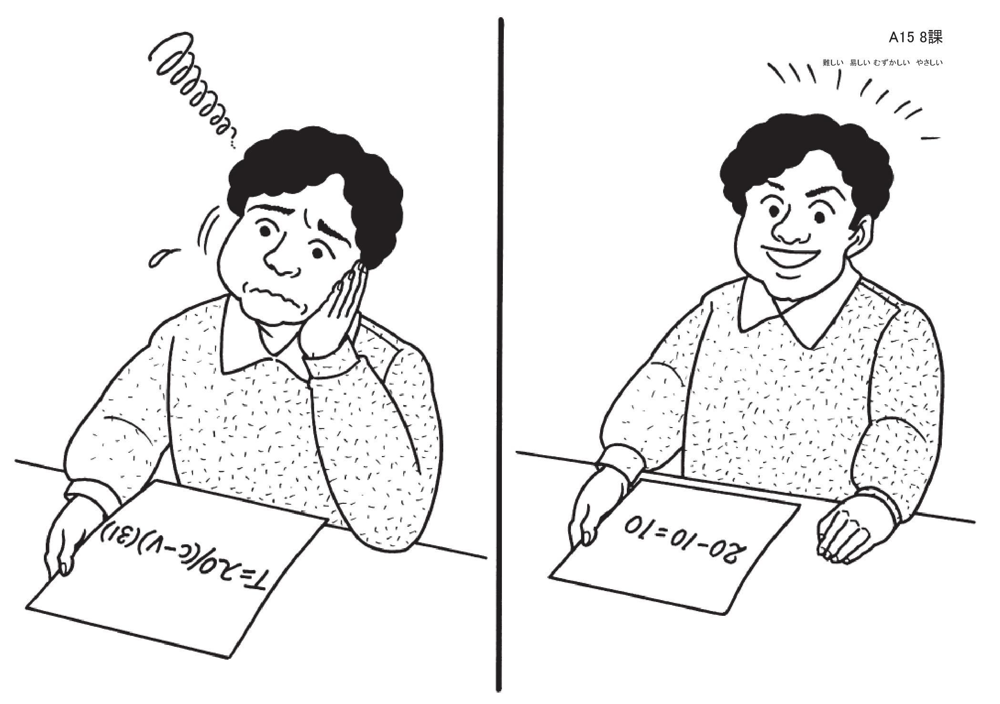 A15 8課
難しい 易しい むずかしい やさしい
T=λ0/(c-v)(31)
20-10=10